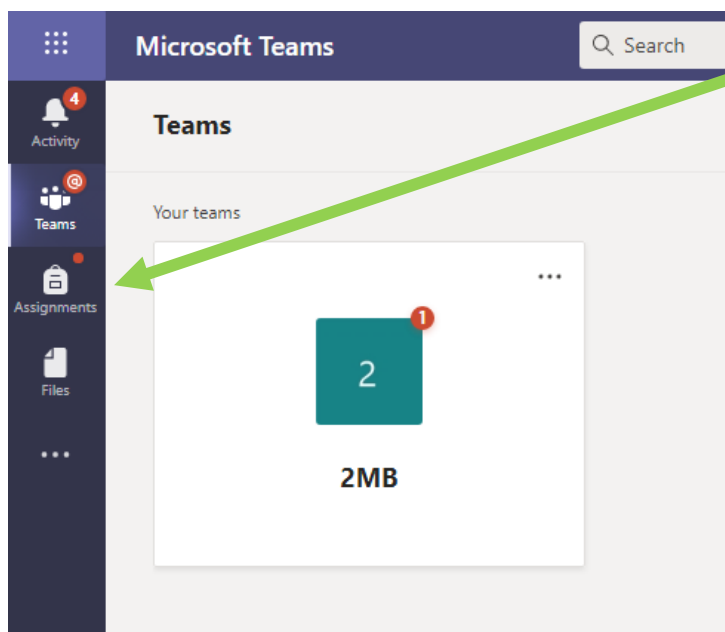 Microsoft Teams
Search
4
Activity
Teams
@
Teams
Your teams
Assignments
1
2
Files
2MB